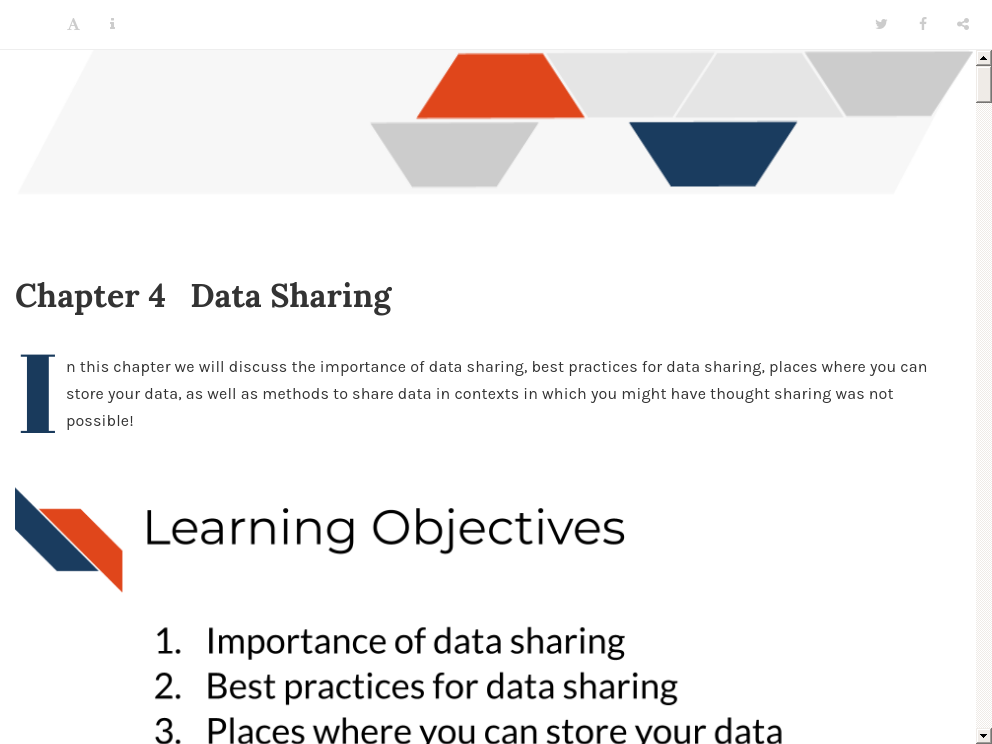 Chapter 4 Data Sharing
In this chapter we will discuss the importance of data sharing, best practices for data sharing, places where you can
store your data, as well as methods to share data in contexts in which you might have thought sharing was not
possible!
Learning Objectives
1. Importance of data sharing
2. Best practices for data sharing
3. Places where you can store your data